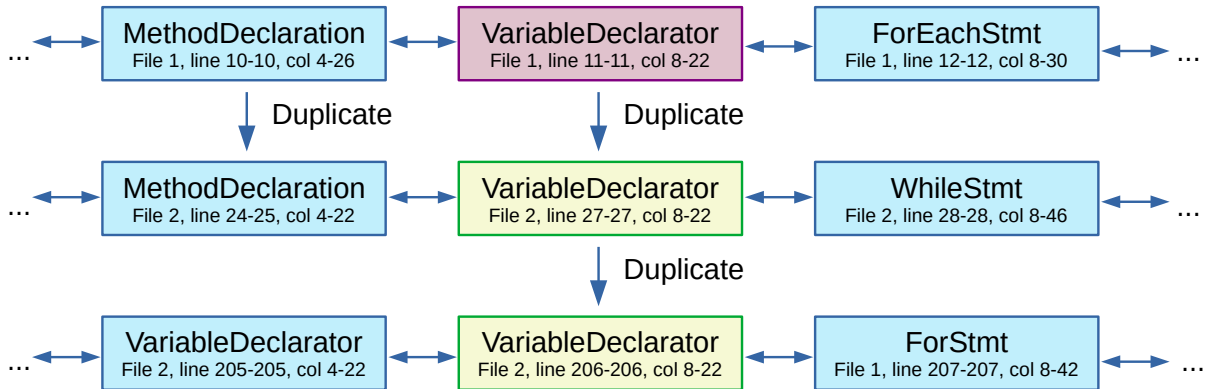 MethodDeclaration
File 1, line 10-10, col 4-26
VariableDeclarator
File 1, line 11-11, col 8-22
ForEachStmt
File 1, line 12-12, col 8-30
...
...
Duplicate
Duplicate
MethodDeclaration
File 2, line 24-25, col 4-22
VariableDeclarator
File 2, line 27-27, col 8-22
WhileStmt
File 2, line 28-28, col 8-46
...
...
Duplicate
VariableDeclarator
File 2, line 205-205, col 4-22
VariableDeclarator
File 2, line 206-206, col 8-22
ForStmt
File 1, line 207-207, col 8-42
...
...